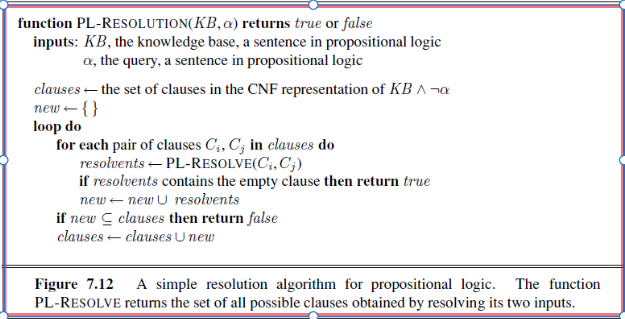 function PL-RESOLUTION(KB, α) returns true or false
inputs: KB, the knowledge base, a sentence in propositional logic
α, the query, a sentence in propositional logic
clauses ← the set of clauses in the CNF representation of KB ∧ ¬α
new ← { }
loop do
for each pair of clauses Ci, Cj in clauses do
resolvents ← PL-RESOLVE(Ci, Cj)
if resolvents contains the empty clause then return true
new ← new ∪ resolvents
if new ⊆ clauses then return false
clauses ← clauses ∪ new
Figure 7.12 A simple resolution algorithm for propositional logic. The function
PL-RESOLVE returns the set of all possible clauses obtained by resolving its two inputs.